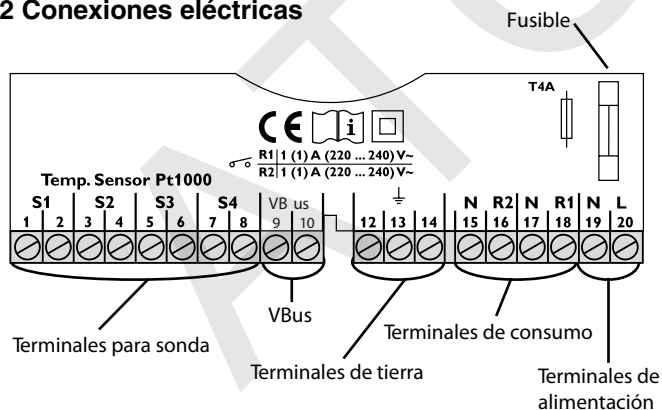 2 Conexiones eléctricas
Fusible
T4A
CE i
R1 1 (1) A (220 ... 240) V~
R2 1 (1) A (220 ... 240) V~
Temp. Sensor Pt1000
S1 S2 S3 S4 VB us N R2 N R1 N L
1 2 3 4 5 6 7 8 9 10 12 13 14 15 16 17 18 19 20
VBus
Terminales de consumo
Terminales para sonda
Terminales de tierra
Terminales de
alimentación